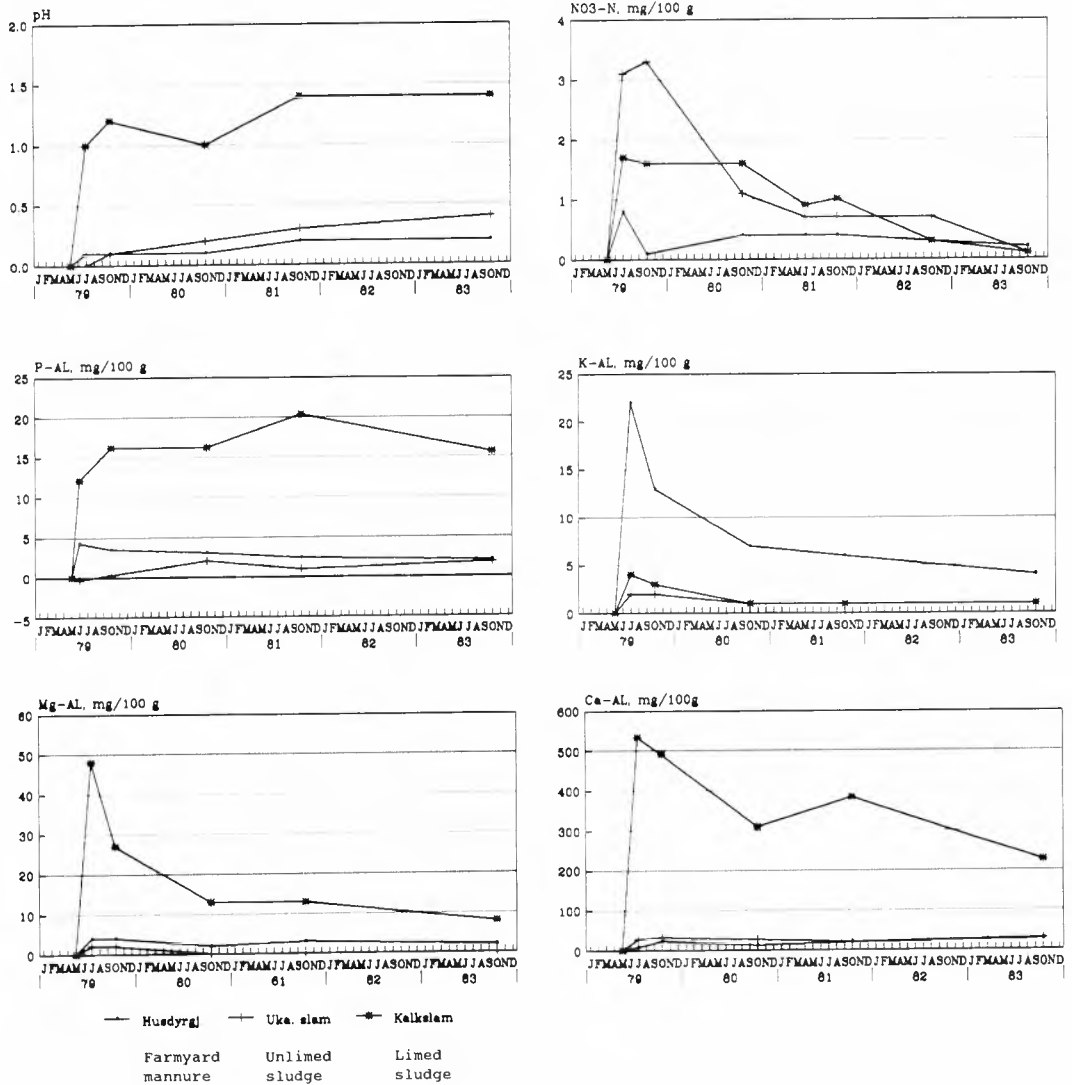 pH
2.0
1.5
1.0
0.5
0.0
JFMAMJJASONDJFMAMJJASONDJFMAMJJASONDJFMAMJJASONDJFMAMJJASOND
79 80 81 82 83
NO3-N, mg/100 g
4
3
2
1
0
JFMAMJJASONDJFMAMJJASONDJFMAMJJASONDJFMAMJJASONDJFMAMJJASOND
79 80 81 82 83
P-AL, mg/100 g
25
20
15
10
5
0
-5
JFMAMJJASONDJFMAMJJASONDJFMAMJJASONDJFMAMJJASONDJFMAMJJASOND
79 80 81 82 83
K-AL, mg/100 g
25
20
15
10
5
0
JFMAMJJASONDJFMAMJJASONDJFMAMJJASONDJFMAMJJASONDJFMAMJJASOND
79 80 81 82 83
Mg-AL, mg/100 g
60
50
40
30
20
10
0
JFMAMJJASONDJFMAMJJASONDJFMAMJJASONDJFMAMJJASONDJFMAMJJASOND
79 80 81 82 83
Ca-AL, mg/100g
600
500
400
300
200
100
0
JFMAMJJASONDJFMAMJJASONDJFMAMJJASONDJFMAMJJASONDJFMAMJJASOND
79 80 81 82 83
Husdyrgj Uka. slam Kalkslam
Farmyard Unlimed Limed
mannure sludge sludge